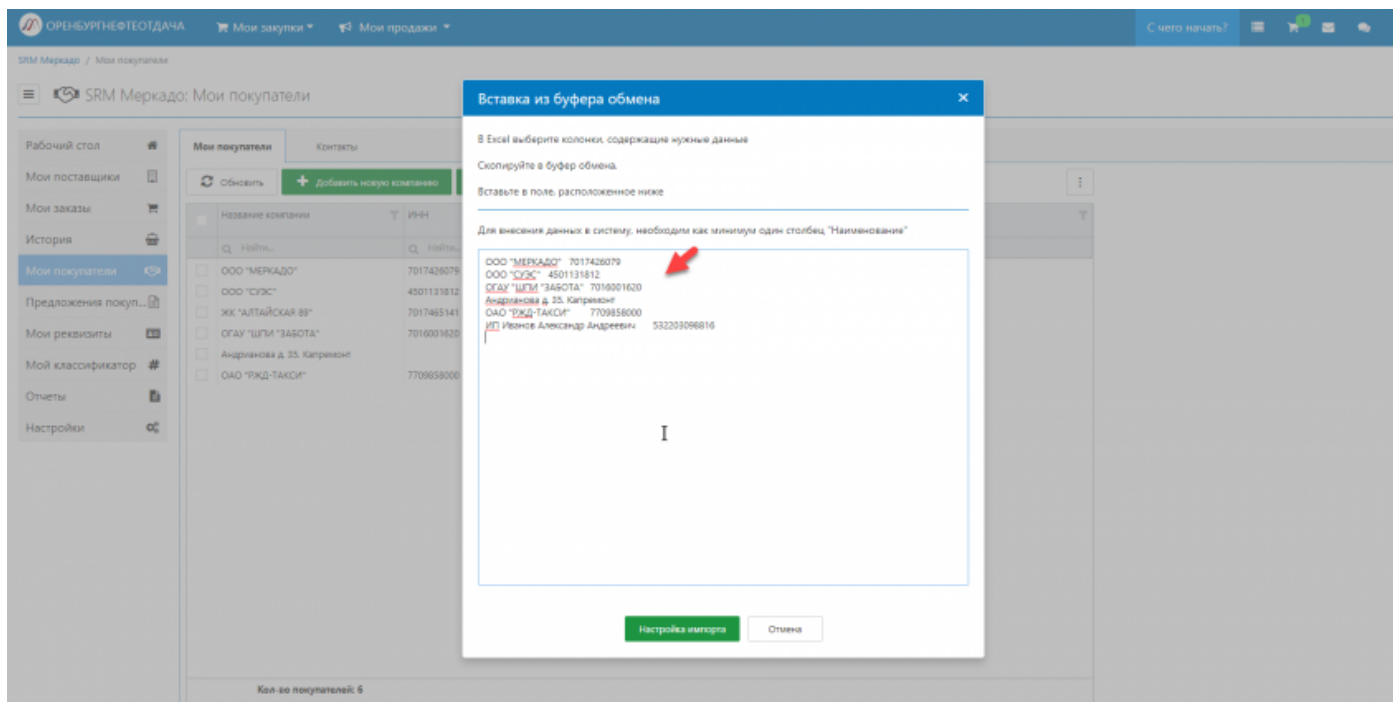 ОРЕНБУРГНЕФТЕОТДАЧА
Мои закупки
Мои продажи
С чего начать?
1
SRM Меркадо / Мои покупатели
SRM Меркадо: Мои покупатели
Рабочий стол
Мои поставщики
Мои заказы
История
Мои покупатели
Предложения покуп...
Мои реквизиты
Мой классификатор
Отчеты
Настройки
Мои покупатели
Контакты
Обновить
Добавить новую компанию
Название компании
ИНН
Найти...
Найти...
ООО "МЕРКАДО" 7017426079
ООО "СУЭС" 4501131812
ЖК "АЛТАЙСКАЯ 89" 7017465141
ОГАУ "ШПИ "ЗАБОТА" 7016001620
Андрианова д. 35. Капремонт
ОАО "РЖД-ТАКСИ" 7709858000
Кол-во покупателей: 6
Вставка из буфера обмена
В Excel выберите колонки, содержащие нужные данные
Скопируйте в буфер обмена.
Вставьте в поле, расположенное ниже
Для внесения данных в систему, необходим как минимум один столбец "Наименование"
ООО "МЕРКАДО" 7017426079
ООО "СУЭС" 4501131812
ОГАУ "ШПИ "ЗАБОТА" 7016001620
Андрианова д. 35. Капремонт
ОАО "РЖД-ТАКСИ" 7709858000
ИП Иванов Александр Андреевич 532203098816
Настройка импорта
Отмена